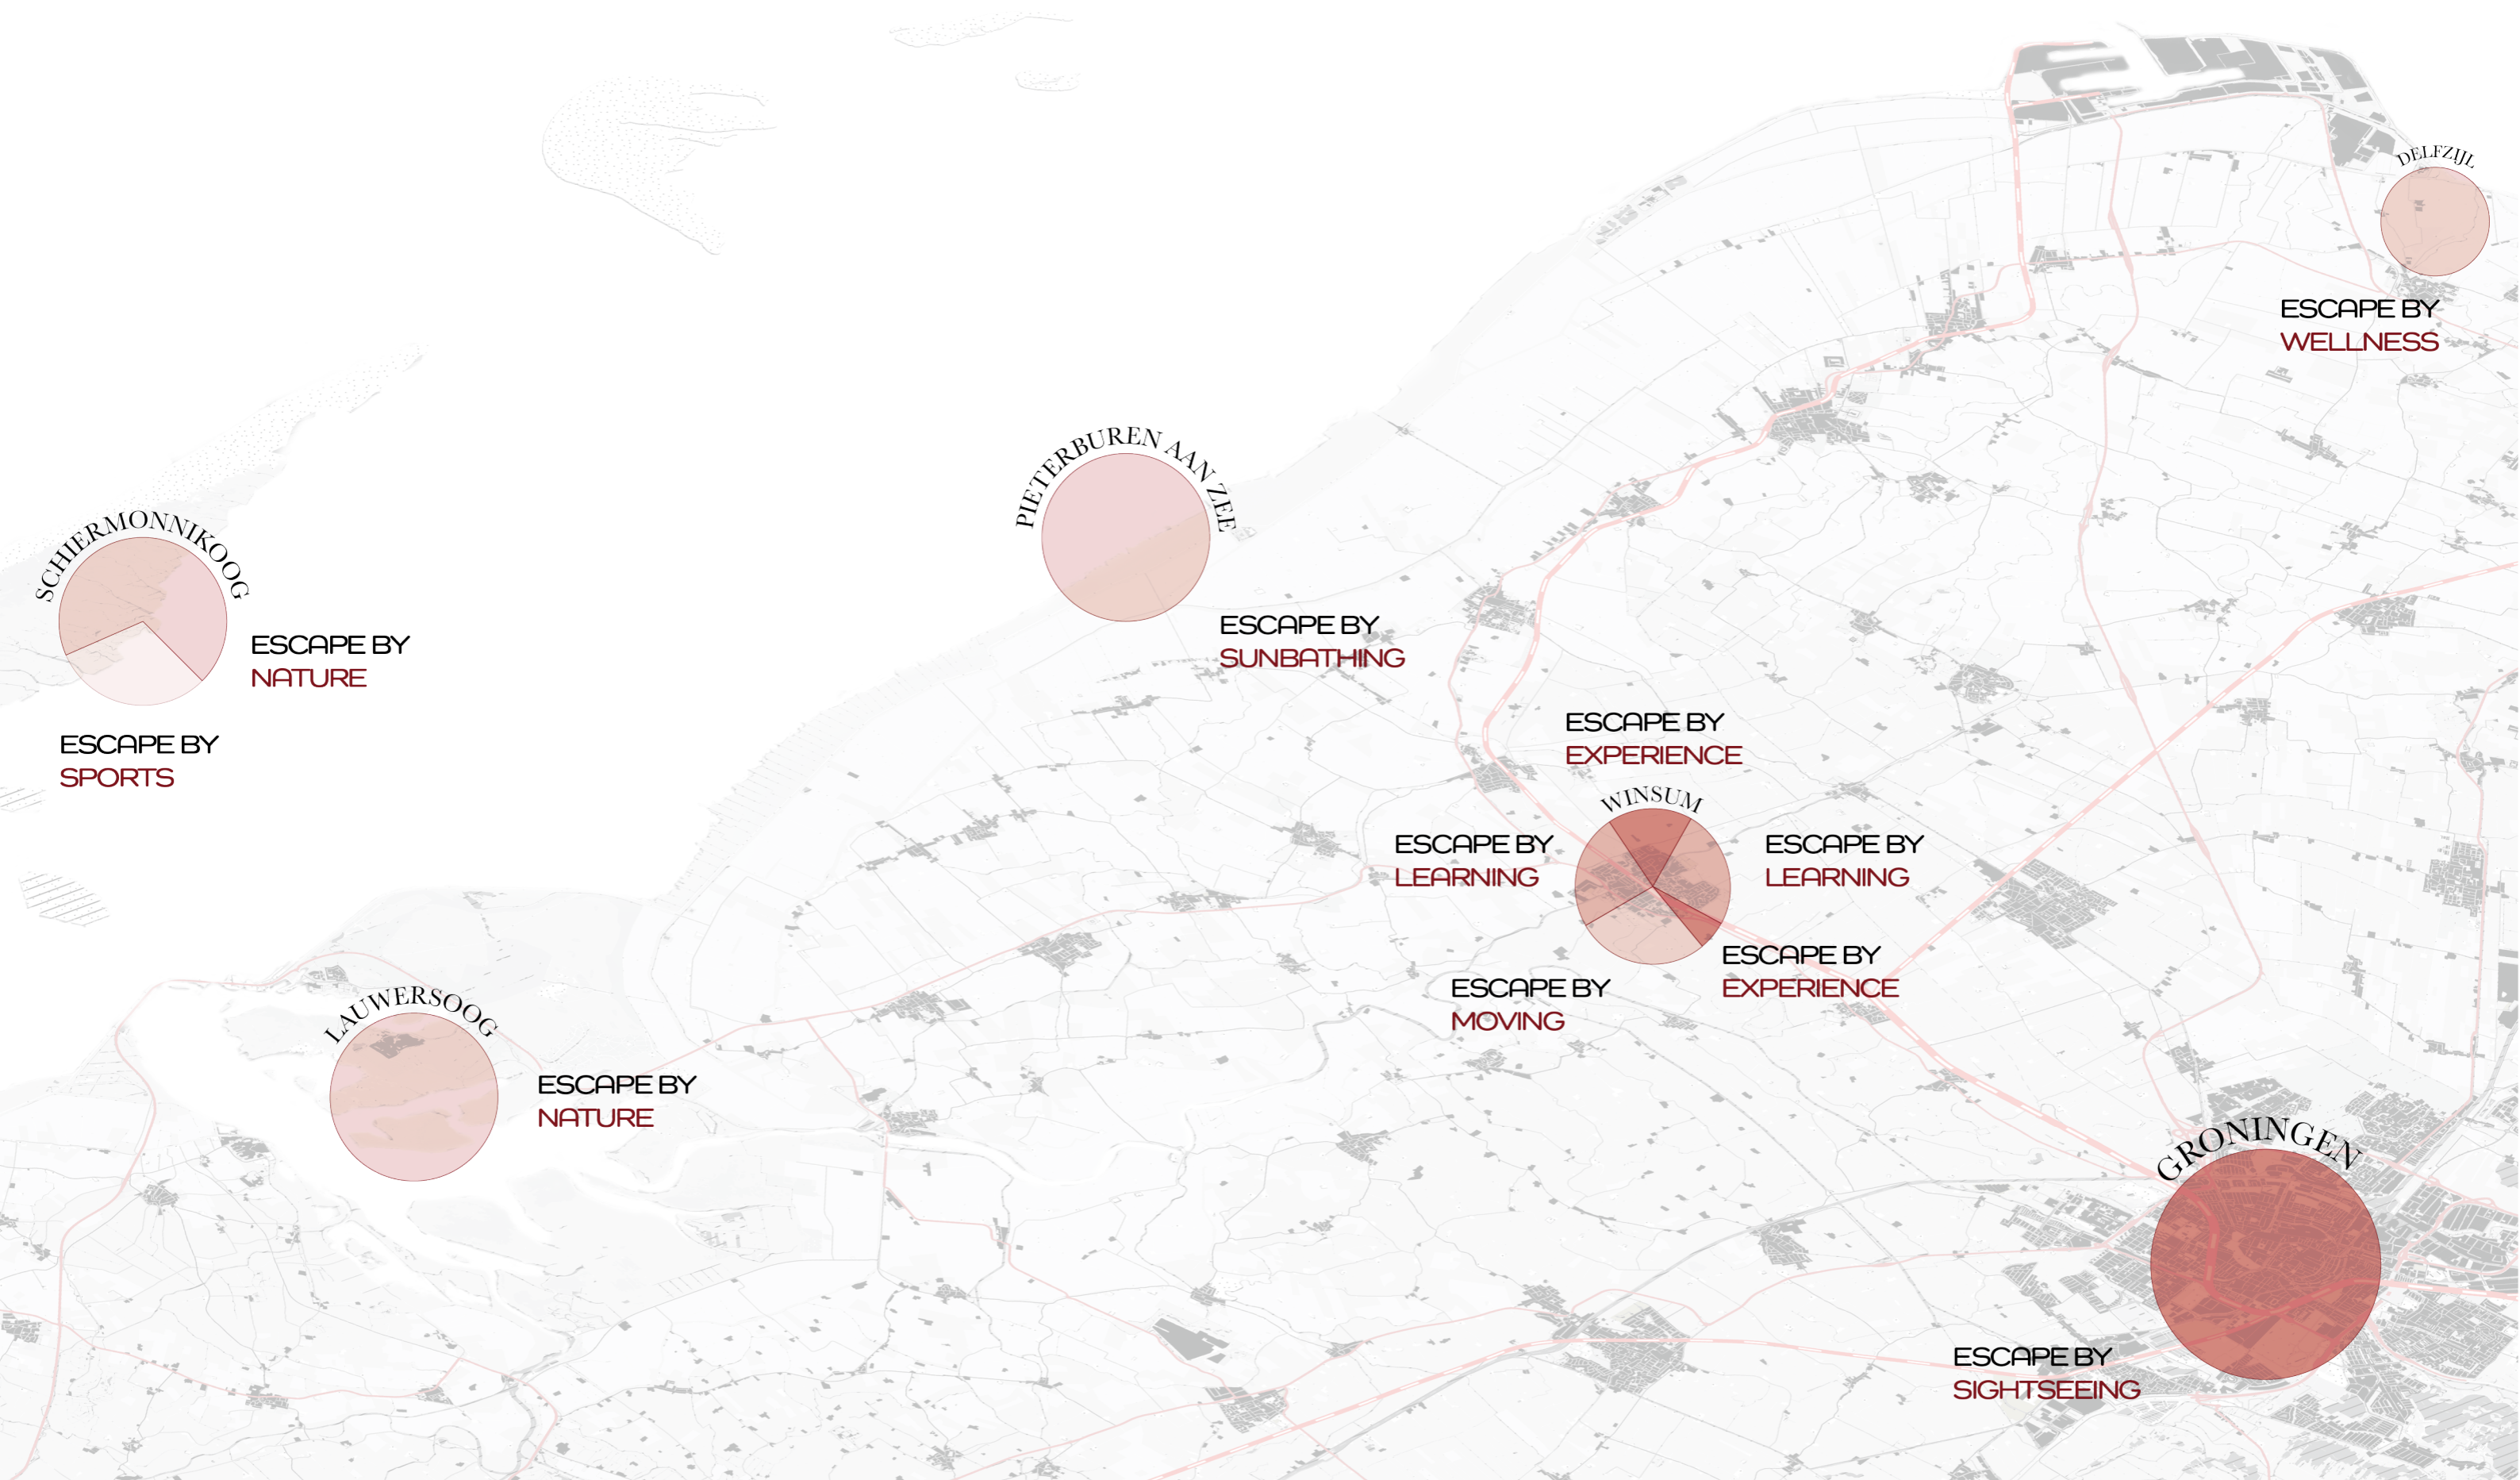 DELFZIJL
ESCAPE BY
WELLNESS
PIETERBUREN AAN ZEE
ESCAPE BY
SUNBATHING
SCHIERMONNIKOOG
ESCAPE BY
NATURE
ESCAPE BY
SPORTS
ESCAPE BY
EXPERIENCE
WINSUM
ESCAPE BY
LEARNING
ESCAPE BY
LEARNING
ESCAPE BY
EXPERIENCE
ESCAPE BY
MOVING
LAUWERSOOG
ESCAPE BY
NATURE
GRONINGEN
ESCAPE BY
SIGHTSEEING